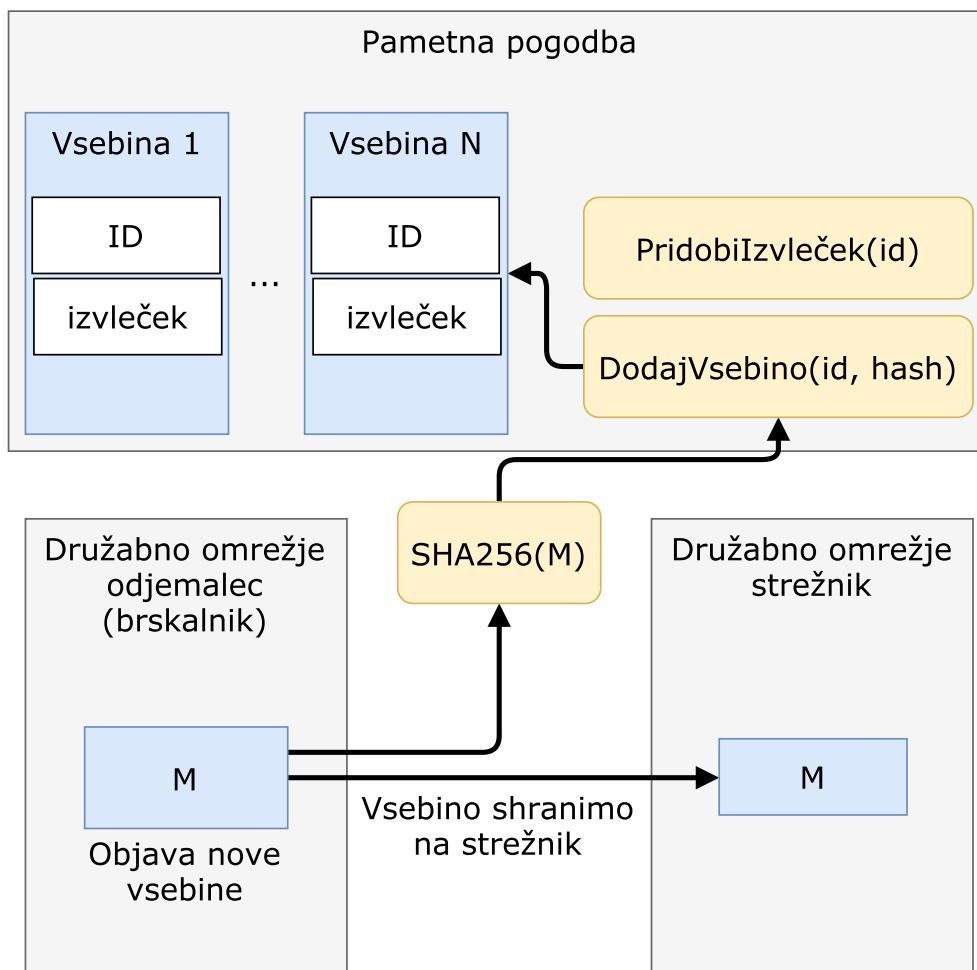 Pametna pogodba
Vsebina 1
ID
izvleček
...
Vsebina N
ID
izvleček
PridobiIzvleček(id)
DodajVsebino(id, hash)
SHA256(M)
Družabno omrežje
odjemalec
(brskalnik)
M
Objava nove
vsebine
Vsebino shranimo
na strežnik
Družabno omrežje
strežnik
M